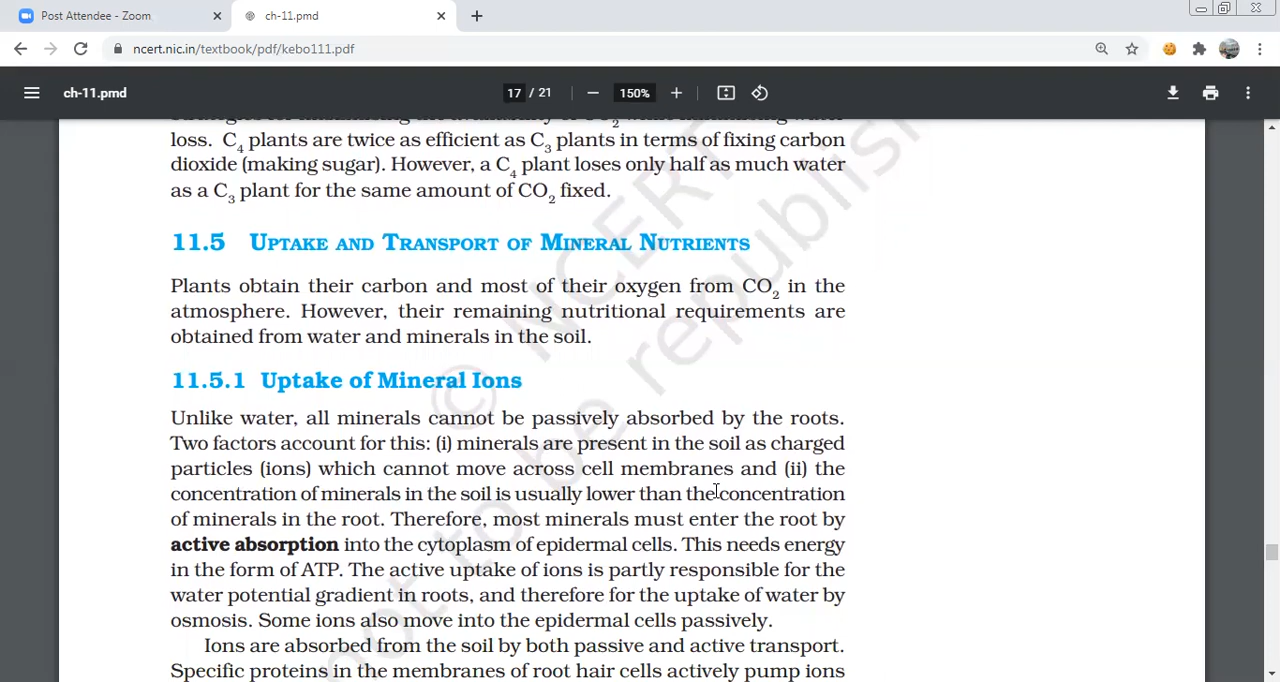 Post Attendee - Zoom
ch-11.pmd
ncert.nic.in/textbook/pdf/kebo111.pdf
ch-11.pmd
17 / 21
150%
loss. C4 plants are twice as efficient as C3 plants in terms of fixing carbon
dioxide (making sugar). However, a C4 plant loses only half as much water
as a C3 plant for the same amount of CO2 fixed.
11.5 UPTAKE AND TRANSPORT OF MINERAL NUTRIENTS
Plants obtain their carbon and most of their oxygen from CO2 in the
atmosphere. However, their remaining nutritional requirements are
obtained from water and minerals in the soil.
11.5.1 Uptake of Mineral Ions
Unlike water, all minerals cannot be passively absorbed by the roots.
Two factors account for this: (i) minerals are present in the soil as charged
particles (ions) which cannot move across cell membranes and (ii) the
concentration of minerals in the soil is usually lower than the concentration
of minerals in the root. Therefore, most minerals must enter the root by
active absorption into the cytoplasm of epidermal cells. This needs energy
in the form of ATP. The active uptake of ions is partly responsible for the
water potential gradient in roots, and therefore for the uptake of water by
osmosis. Some ions also move into the epidermal cells passively.
Ions are absorbed from the soil by both passive and active transport.
Specific proteins in the membranes of root hair cells actively pump ions
© NCERT
not to be republish